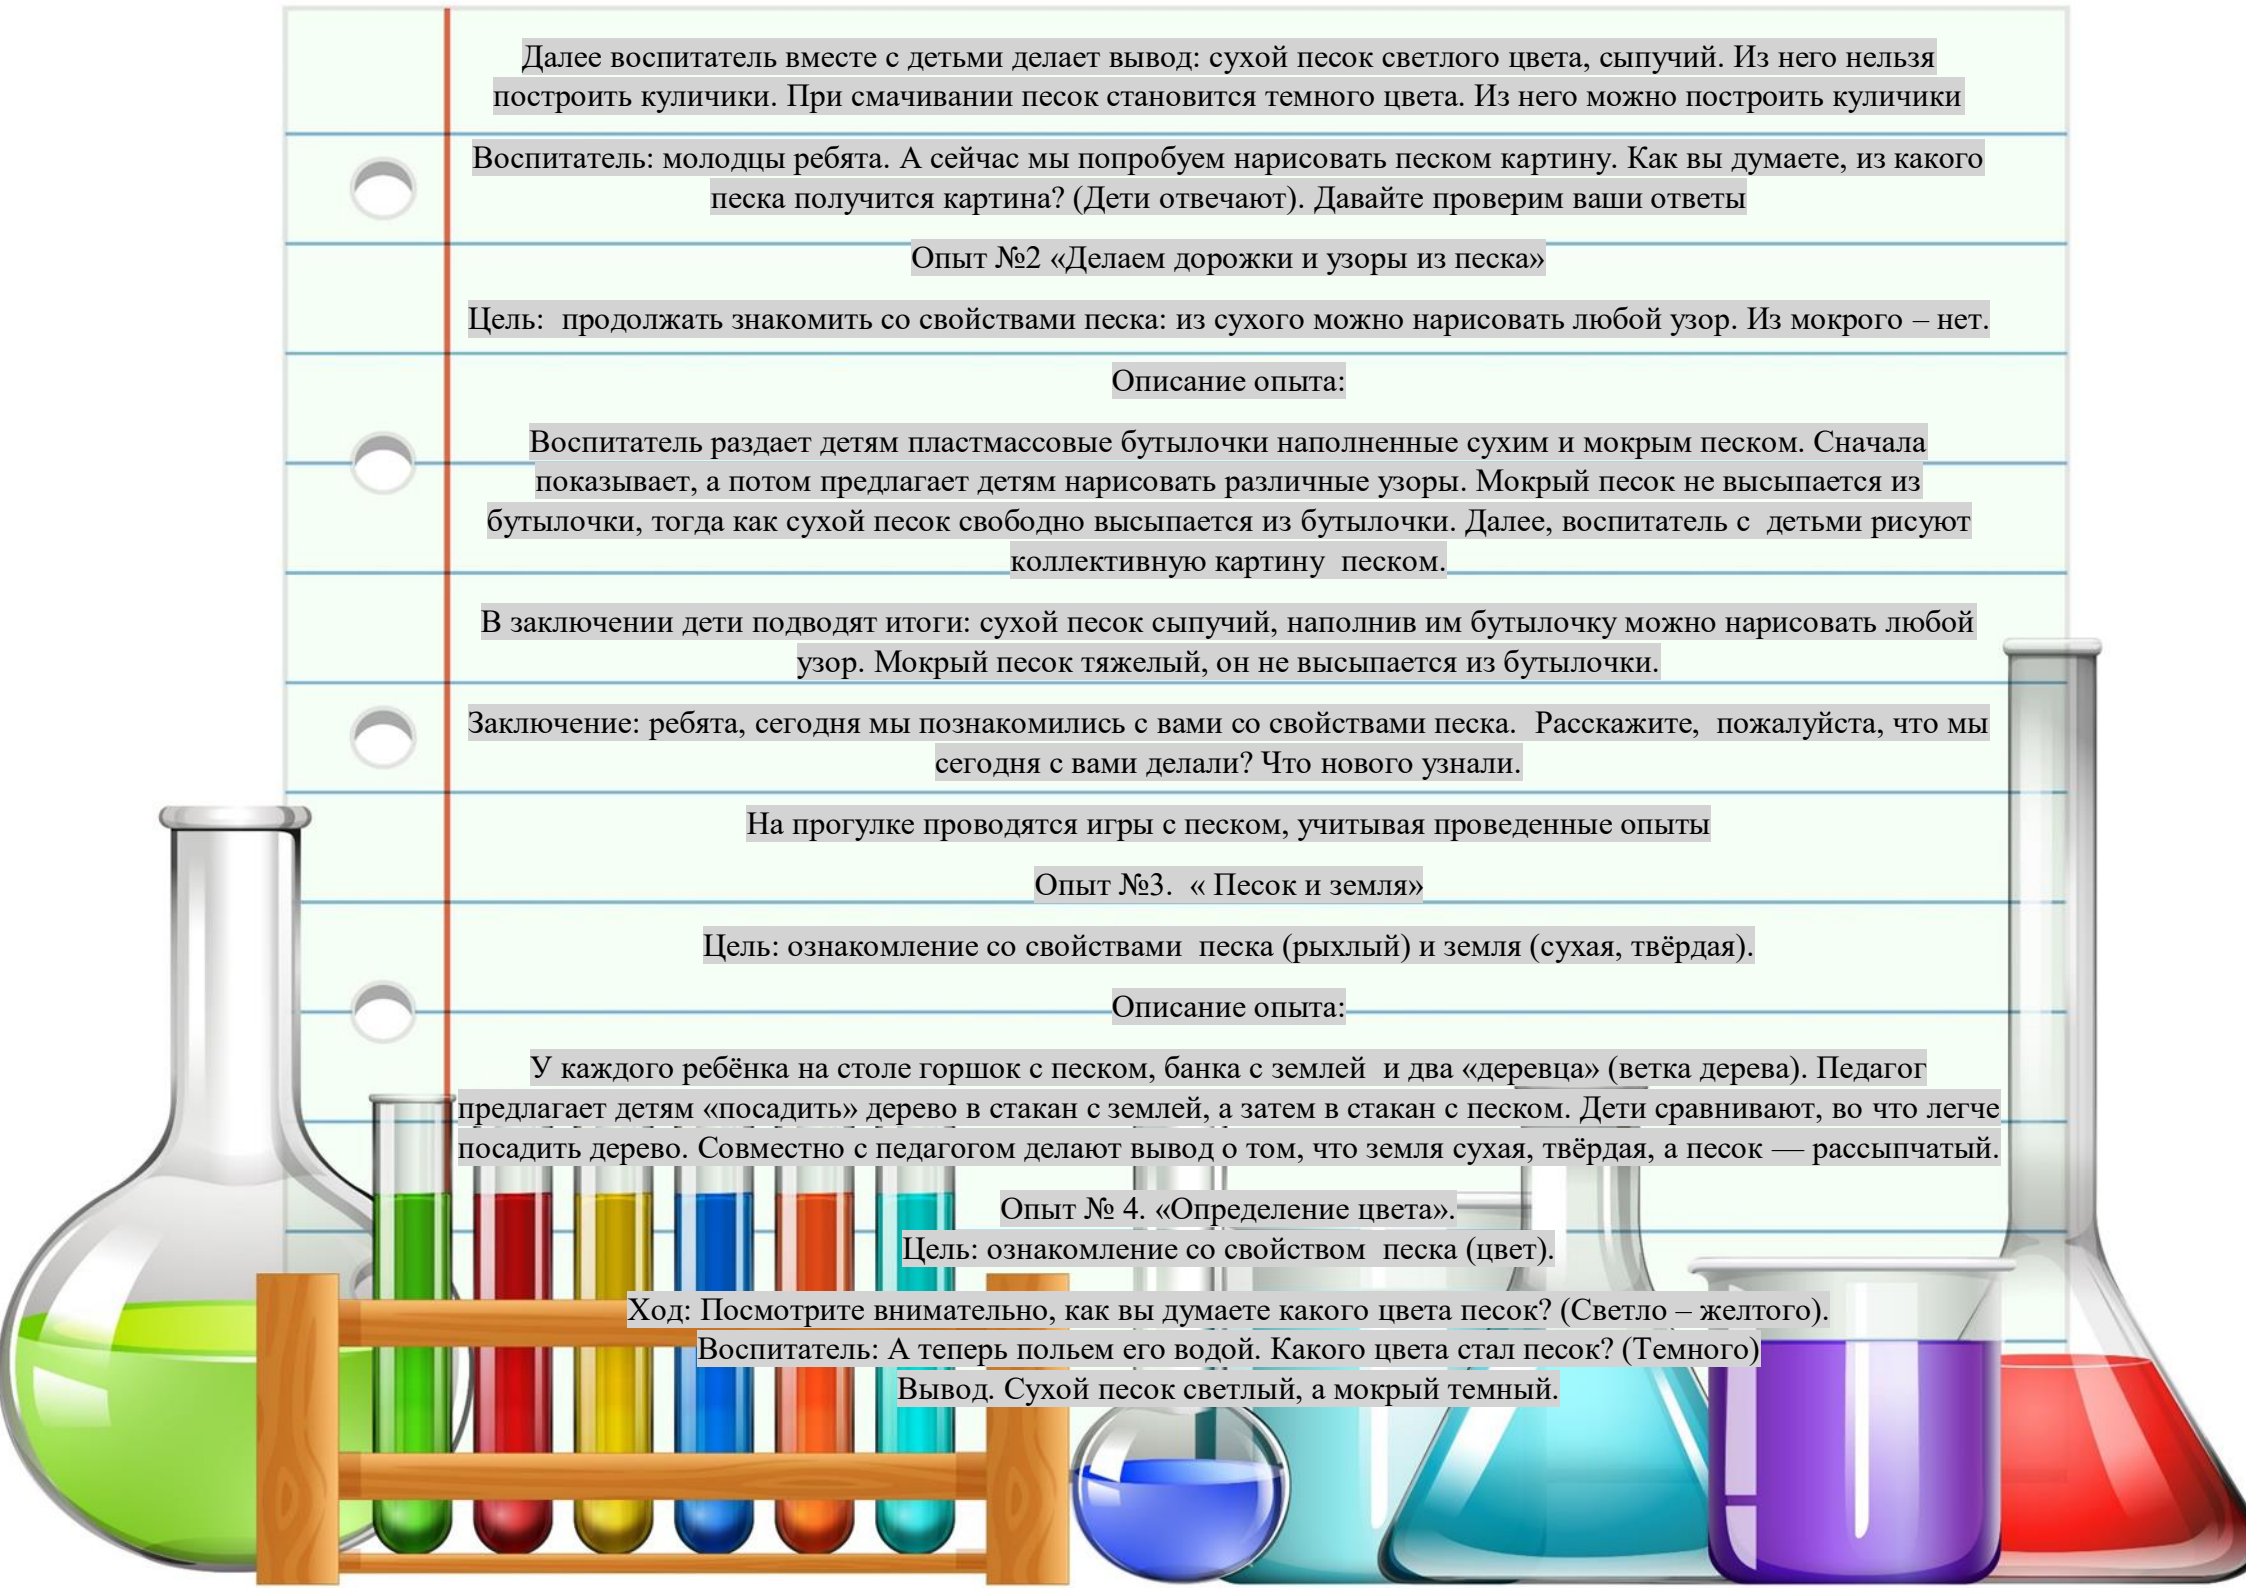 Далее воспитатель вместе с детьми делает вывод: сухой песок светлого цвета, сыпучий. Из него нельзя
построить куличики. При смачивании песок становится темного цвета. Из него можно построить куличики
Воспитатель: молодцы ребята. А сейчас мы попробуем нарисовать песком картину. Как вы думаете, из какого
песка получится картина? (Дети отвечают). Давайте проверим ваши ответы
Опыт №2 «Делаем дорожки и узоры из песка»
Цель:  продолжать знакомить со свойствами песка: из сухого можно нарисовать любой узор. Из мокрого – нет.
Описание опыта:
Воспитатель раздает детям пластмассовые бутылочки наполненные сухим и мокрым песком. Сначала
показывает, а потом предлагает детям нарисовать различные узоры. Мокрый песок не высыпается из
бутылочки, тогда как сухой песок свободно высыпается из бутылочки. Далее, воспитатель с  детьми рисуют
коллективную картину  песком.
В заключении дети подводят итоги: сухой песок сыпучий, наполнив им бутылочку можно нарисовать любой
узор. Мокрый песок тяжелый, он не высыпается из бутылочки.
Заключение: ребята, сегодня мы познакомились с вами со свойствами песка.  Расскажите,  пожалуйста, что мы
сегодня с вами делали? Что нового узнали.
На прогулке проводятся игры с песком, учитывая проведенные опыты
Опыт №3.  « Песок и земля»
Цель: ознакомление со свойствами  песка (рыхлый) и земля (сухая, твёрдая).
Описание опыта:
У каждого ребёнка на столе горшок с песком, банка с землей  и два «деревца» (ветка дерева). Педагог
предлагает детям «посадить» дерево в стакан с землей, а затем в стакан с песком. Дети сравнивают, во что легче
посадить дерево. Совместно с педагогом делают вывод о том, что земля сухая, твёрдая, а песок — рассыпчатый.
Опыт № 4. «Определение цвета».
Цель: ознакомление со свойством  песка (цвет).
Ход: Посмотрите внимательно, как вы думаете какого цвета песок? (Светло – желтого).
Воспитатель: А теперь польем его водой. Какого цвета стал песок? (Темного)
Вывод. Сухой песок светлый, а мокрый темный.